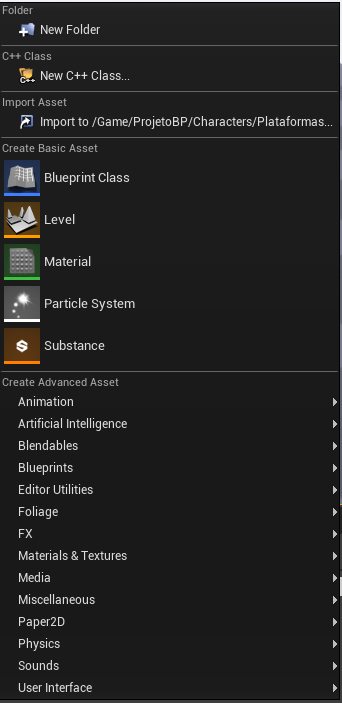 Folder
New Folder
C++ Class
New C++ Class...
Import Asset
Import to /Game/ProjetoBP/Characters/Plataformas...
Create Basic Asset
Blueprint Class
Level
Material
Particle System
Substance
Create Advanced Asset
Animation
Artificial Intelligence
Blendables
Blueprints
Editor Utilities
Foliage
FX
Materials & Textures
Media
Miscellaneous
Paper2D
Physics
Sounds
User Interface